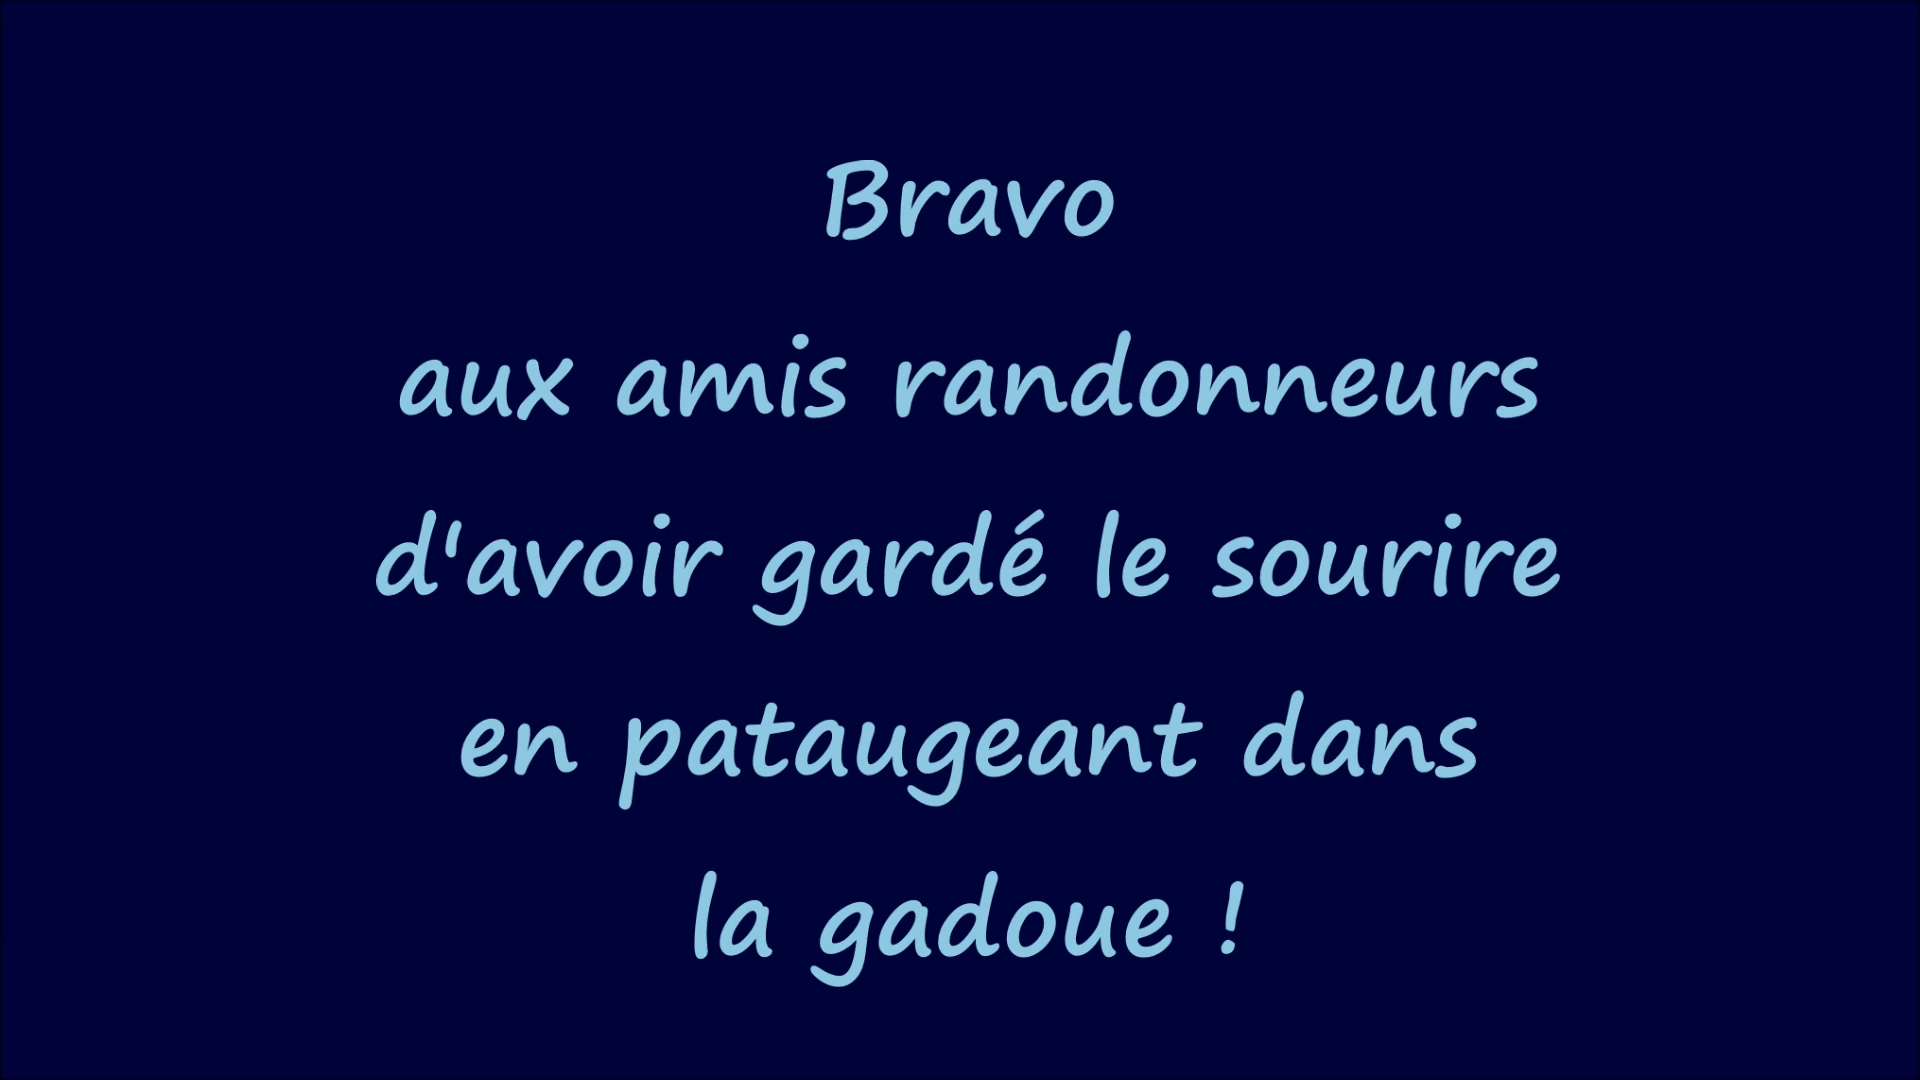 Bravo
aux amis randonneurs
d'avoir gardé le sourire
en pataugeant dans
la gadoue !